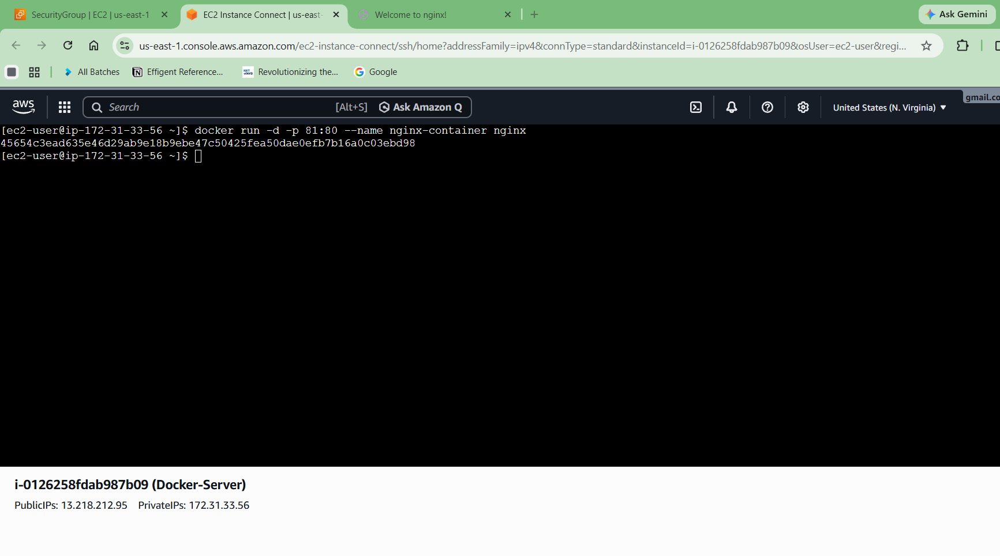 SecurityGroup | EC2 | us-east-1
EC2 Instance Connect | us-east-
Welcome to nginx!
Ask Gemini
us-east-1.console.aws.amazon.com/ec2-instance-connect/ssh/home?addressFamily=ipv4&connType=standard&instanceId=i-0126258fdab987b09&osUser=ec2-user&regi...
All Batches
Effigent Reference...
Revolutionizing the...
Google
aws
Search
[Alt+S]
Ask Amazon Q
United States (N. Virginia)
gmail.co
[ec2-user@ip-172-31-33-56 ~]$ docker run -d -p 81:80 --name nginx-container nginx
45654c3ead635e46d29ab9e18b9ebe47c50425fea50dae0efb7b16a0c03ebd98
[ec2-user@ip-172-31-33-56 ~]$
i-0126258fdab987b09 (Docker-Server)
PublicIPs: 13.218.212.95 PrivateIPs: 172.31.33.56